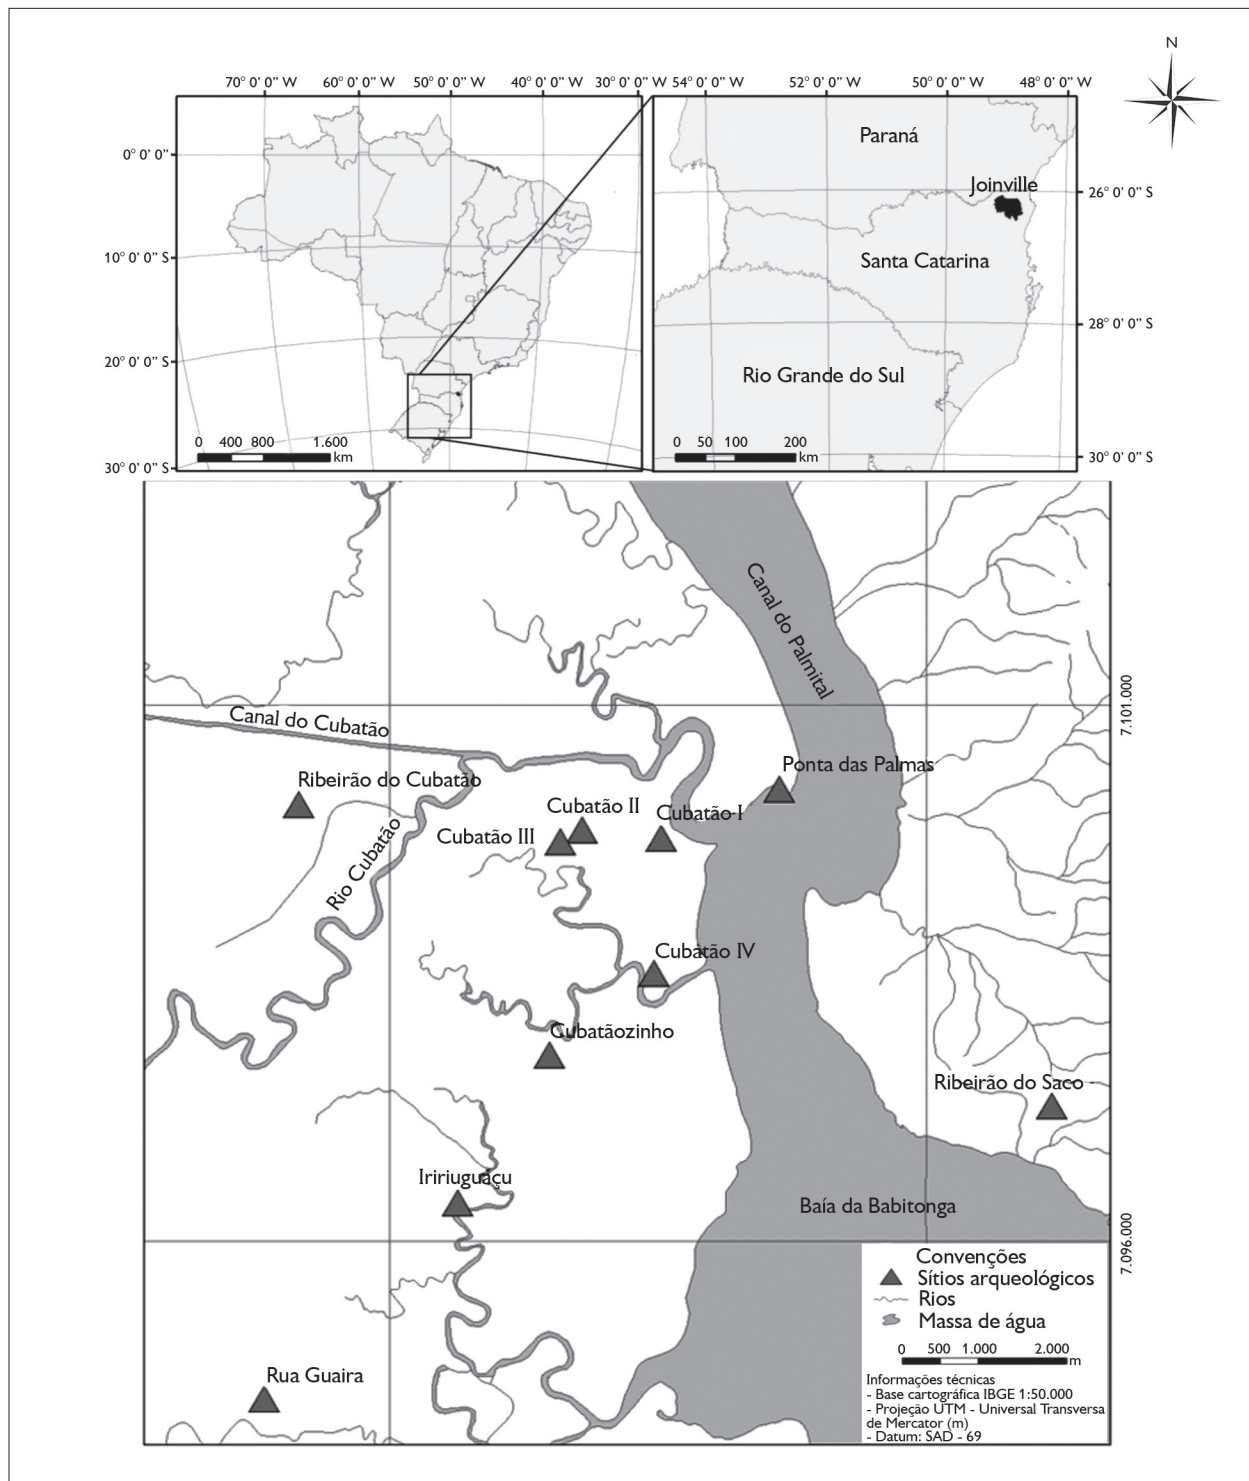 N
70° 0' 0'' W
60° 0' 0'' W
50° 0' 0'' W
40° 0' 0'' W
30° 0' 0'' W
54° 0' 0'' W
52° 0' 0'' W
50° 0' 0'' W
48° 0' 0'' W
0° 0' 0''
10° 0' 0'' S
20° 0' 0'' S
30° 0' 0'' S
0 400 800 1.600
km
Paraná
Joinville
Santa Catarina
Rio Grande do Sul
26° 0' 0'' S
28° 0' 0'' S
30° 0' 0'' S
0 50 100 200
km
Canal do Palmital
7.101.000
Canal do Cubatão
Ponta das Palmas
Ribeirão do Cubatão
Cubatão II
Cubatão I
Cubatão III
Rio Cubatão
Cubatão IV
Cubatãozinho
Ribeirão do Saco
Iririuguaçu
Baía da Babitonga
7.096.000
Rua Guaira
Convenções
Sítios arqueológicos
Rios
Massa de água
0 500 1.000 2.000
m
Informações técnicas
- Base cartográfica IBGE 1:50.000
- Projeção UTM - Universal Transversa
de Mercator (m)
- Datum: SAD - 69